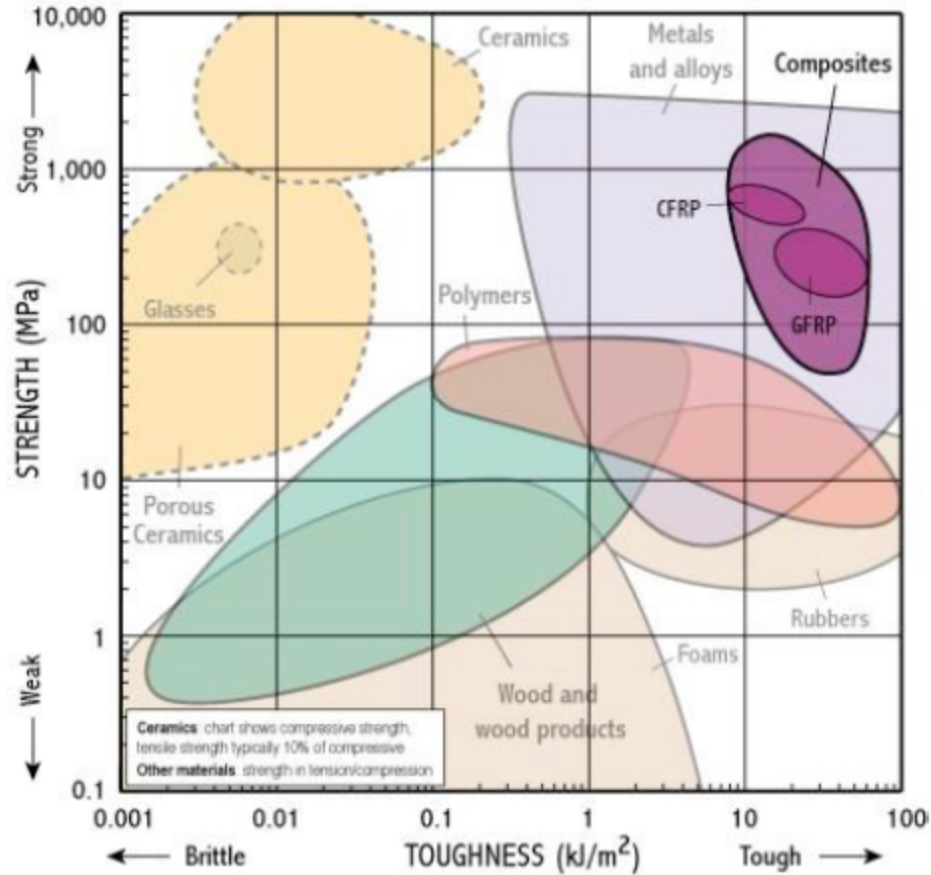 10,000
1,000
100
10
1
0.1
Strong
STRENGTH (MPa)
Weak
Ceramics
Metals
and alloys
Composites
CFRP
GFRP
Glasses
Polymers
Porous
Ceramics
Rubbers
Foams
Wood and
wood products
Ceramics: chart shows compressive strength,
tensile strength typically 10% of compressive
Other materials: strength in tension/compression
0.001
0.01
0.1
1
10
100
Brittle
TOUGHNESS (kJ/m²)
Tough